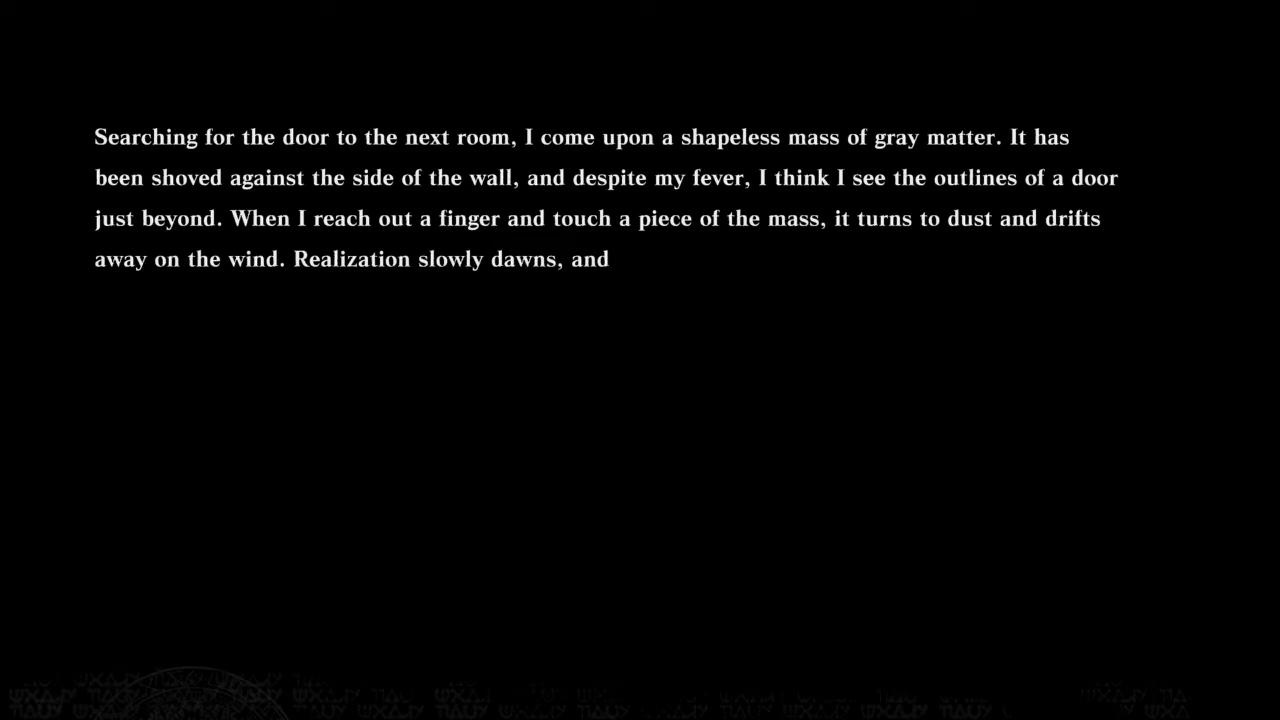 Searching for the door to the next room, I come upon a shapeless mass of gray matter. It has
been shoved against the side of the wall, and despite my fever, I think I see the outlines of a door
just beyond. When I reach out a finger and touch a piece of the mass, it turns to dust and drifts
away on the wind. Realization slowly dawns, and